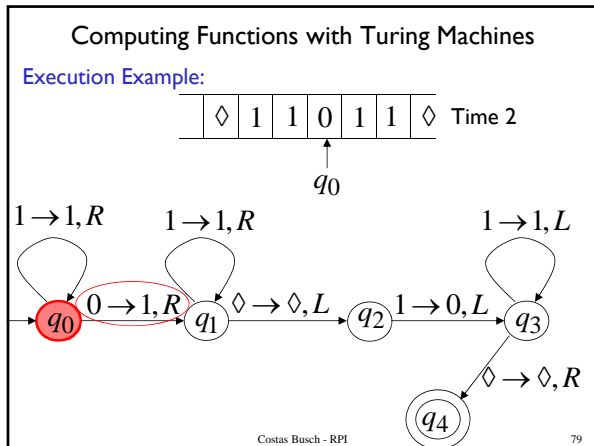 Computing Functions with Turing Machines
Execution Example:
◊ 1 1 0 1 1 ◊ Time 2
q0
1 → 1, R 1 → 1, R 1 → 1, L
q0 0 → 1, R q1 ◊ → ◊, L q2 1 → 0, L q3
◊ → ◊, R
q4
Costas Busch - RPI 79